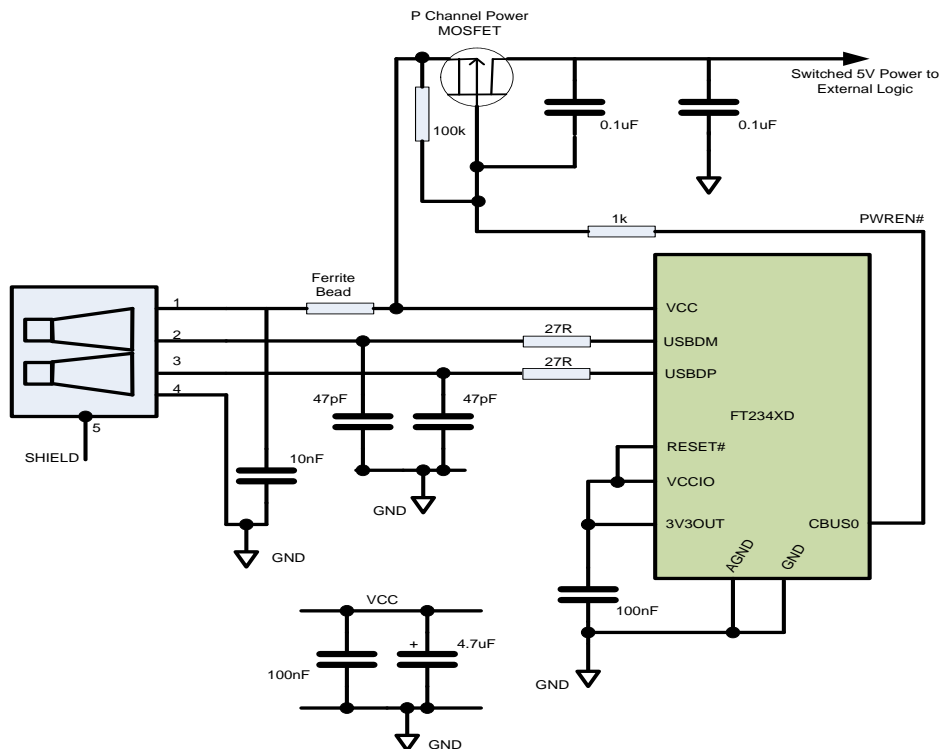 P Channel Power
MOSFET
Switched 5V Power to
External Logic
100k
0.1uF
0.1uF
1k
PWREN#
Ferrite
Bead
1
2
3
4
5
SHIELD
27R
27R
VCC
USBDM
USBDP
FT234XD
RESET#
VCCIO
3V3OUT
CBUS0
AGND
GND
47pF
47pF
10nF
GND
GND
100nF
GND
VCC
100nF
+
4.7uF
GND